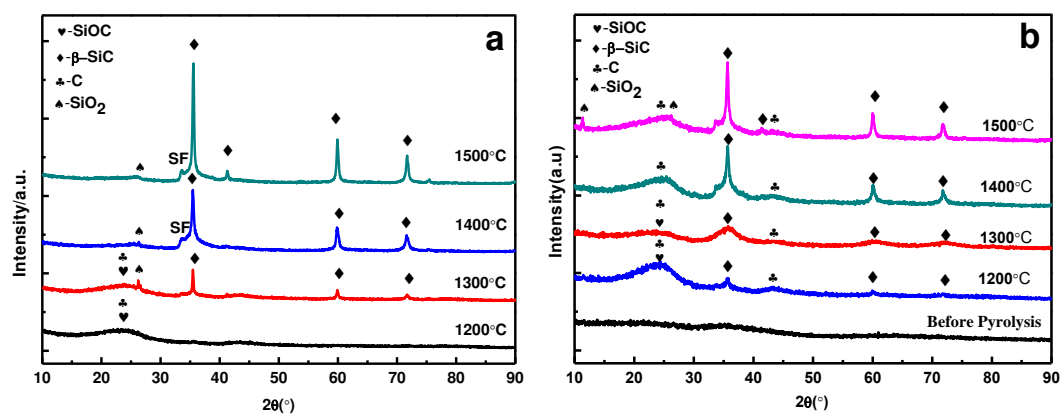 a
♥-SiOC
♦-β–SiC
♣-C
♠-SiO2
SF
1500°C
SF
1400°C
1300°C
1200°C
Intensity/a.u.
10 20 30 40 50 60 70 80 90
2θ(°)
b
♥-SiOC
♦-β–SiC
♣-C
♠-SiO2
1500°C
1400°C
1300°C
1200°C
Before Pyrolysis
Intensity(a.u)
10 20 30 40 50 60 70 80 90
2θ(°)